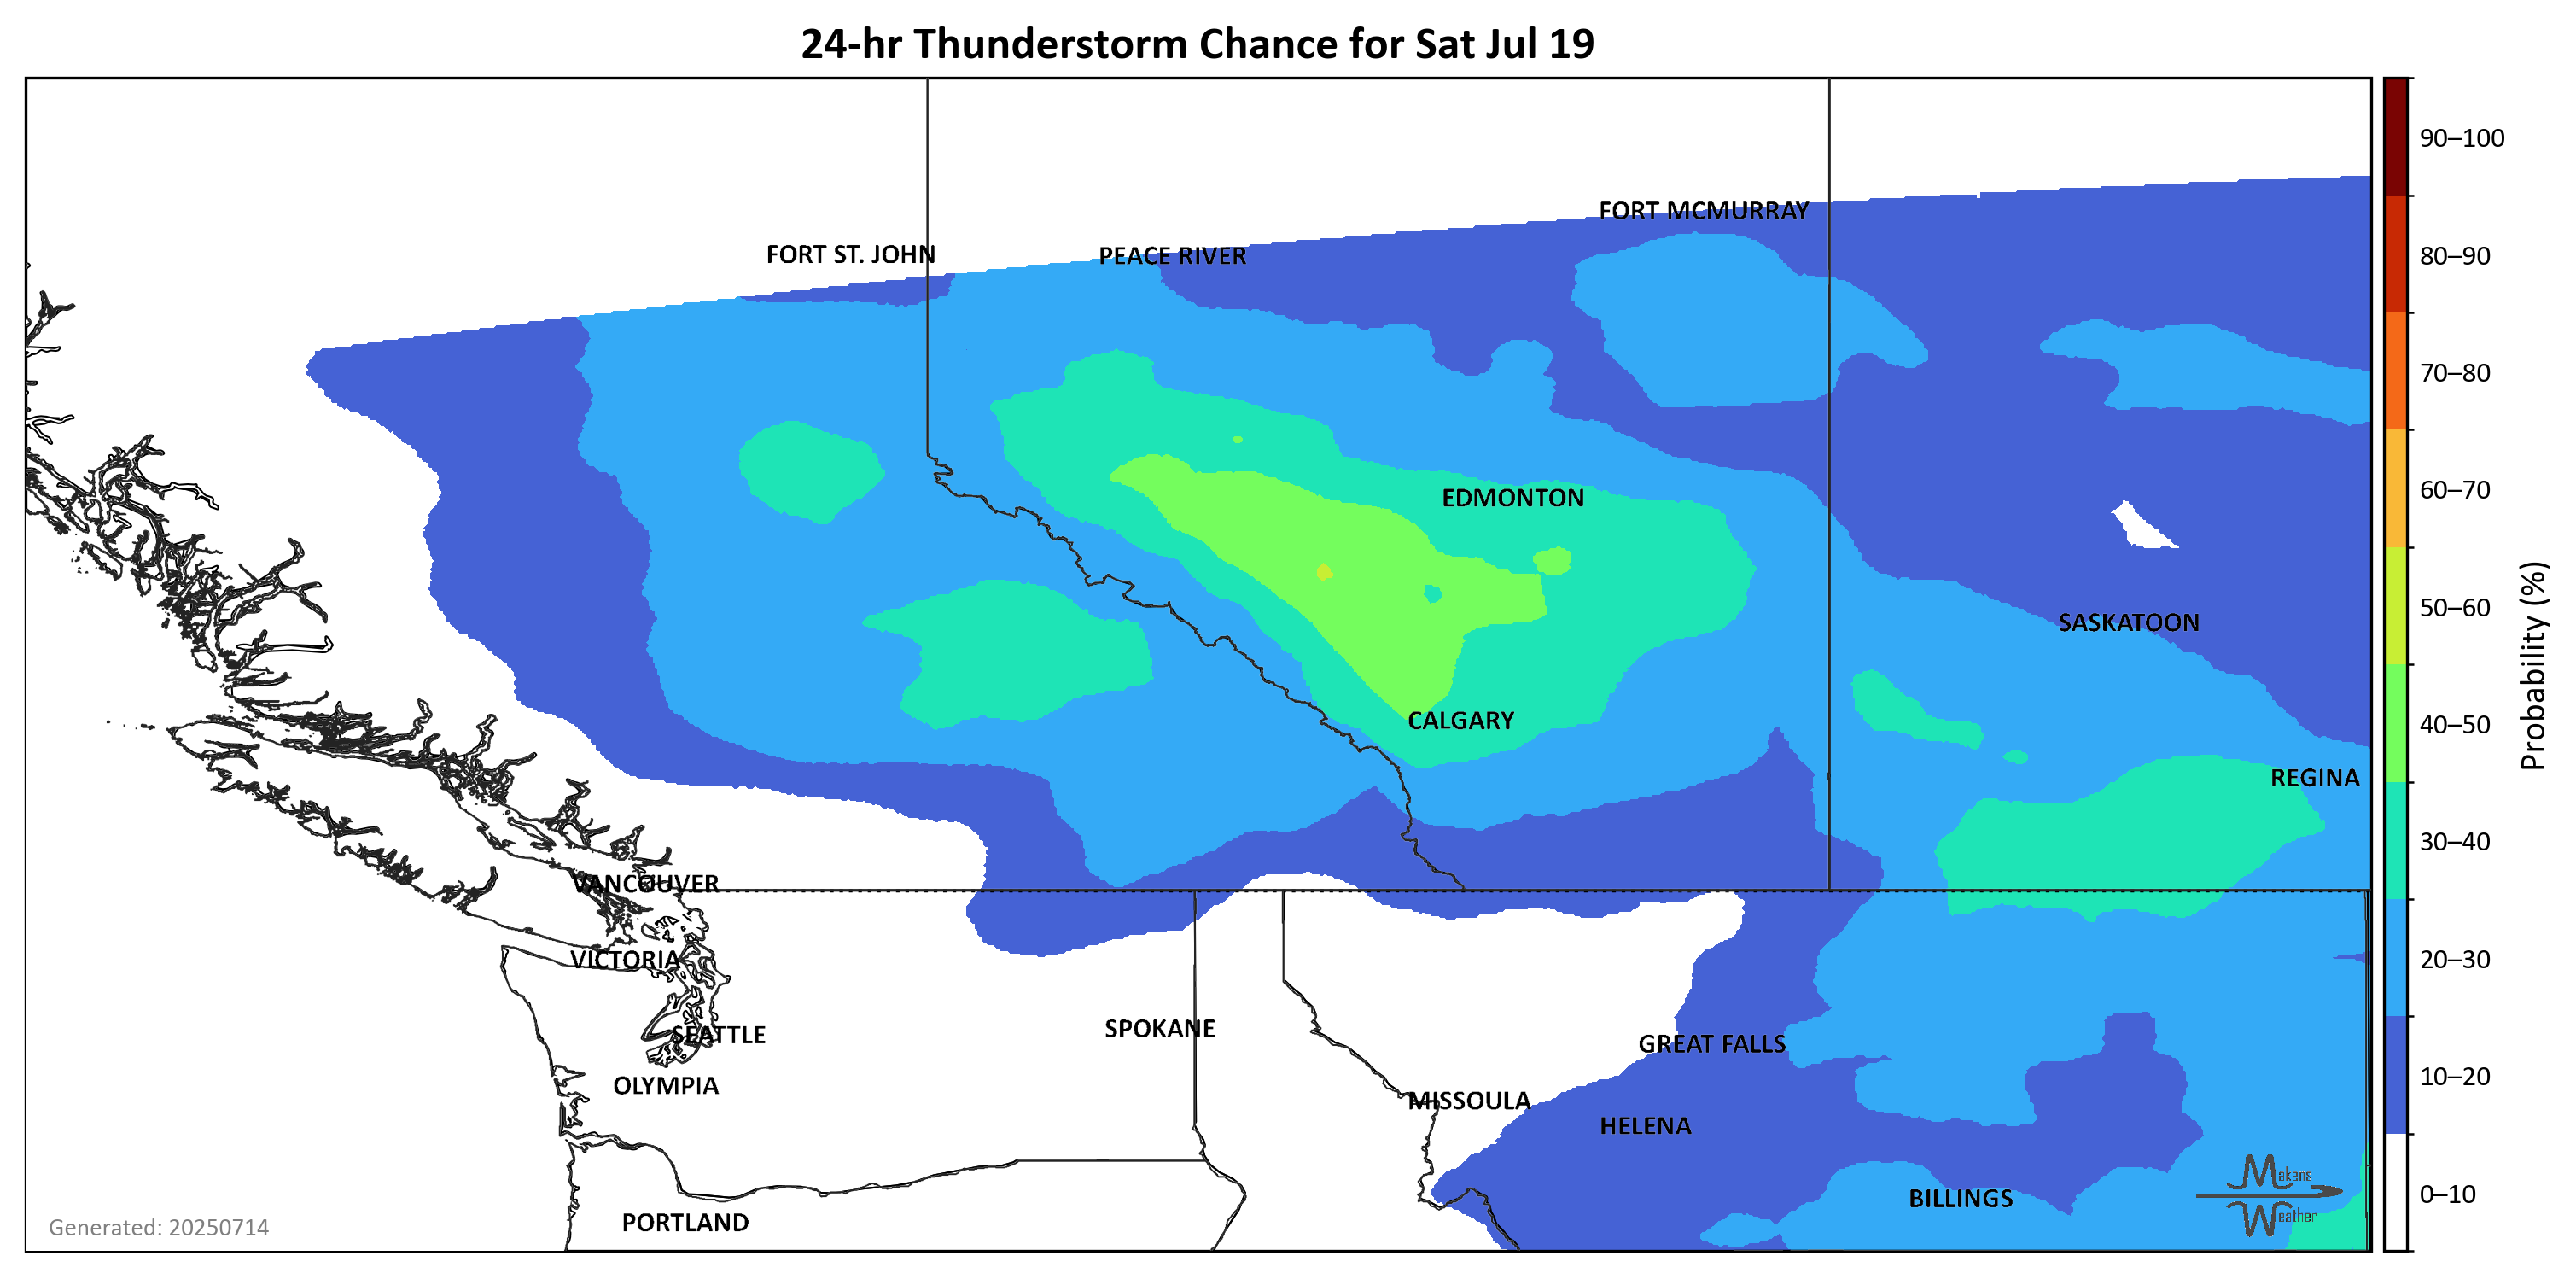 24-hr Thunderstorm Chance for Sat Jul 19
90–100
FORT MCMURRAY
FORT ST. JOHN
PEACE RIVER
80–90
70–80
60–70
EDMONTON
50–60
SASKATOON
Probability (%)
40–50
CALGARY
REGINA
30–40
VANCOUVER
20–30
VICTORIA
SPOKANE
SEATTLE
GREAT FALLS
10–20
OLYMPIA
MISSOULA
HELENA
0–10
Makens
Weather
BILLINGS
PORTLAND
Generated: 20250714